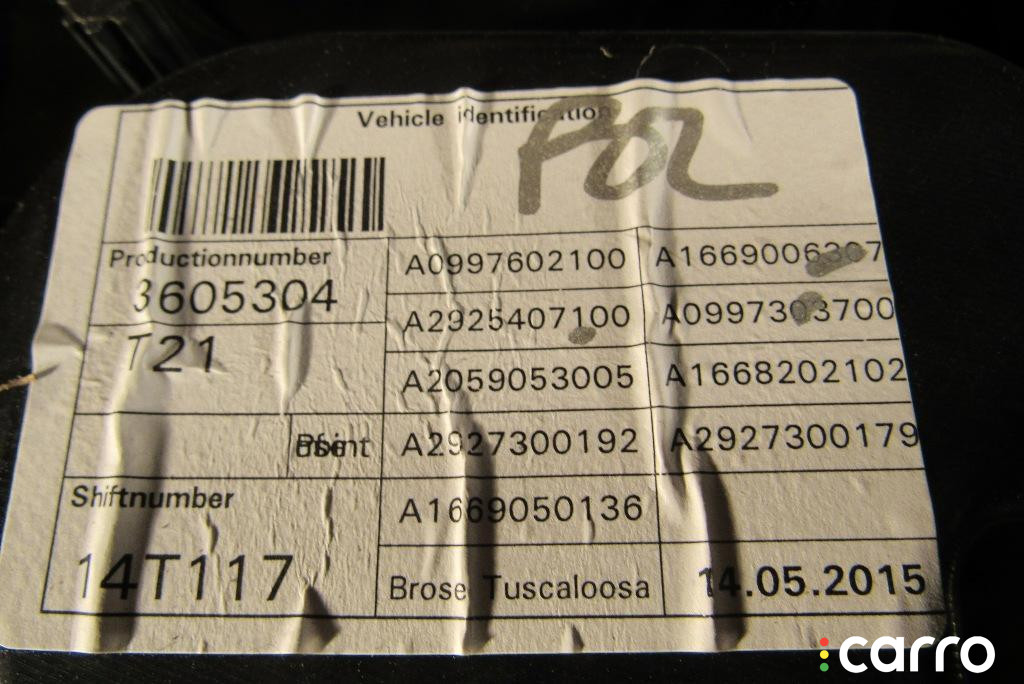 Vehicle identification
POL
Productionnumber
3605304
T21
Shiftnumber
14T117
A0997602100 A1669006307
A2925407100 A0997303700
A2059053005 A1668202102
A2927300192 A2927300179
A1669050136
Brose Tuscaloosa 14.05.2015
carro